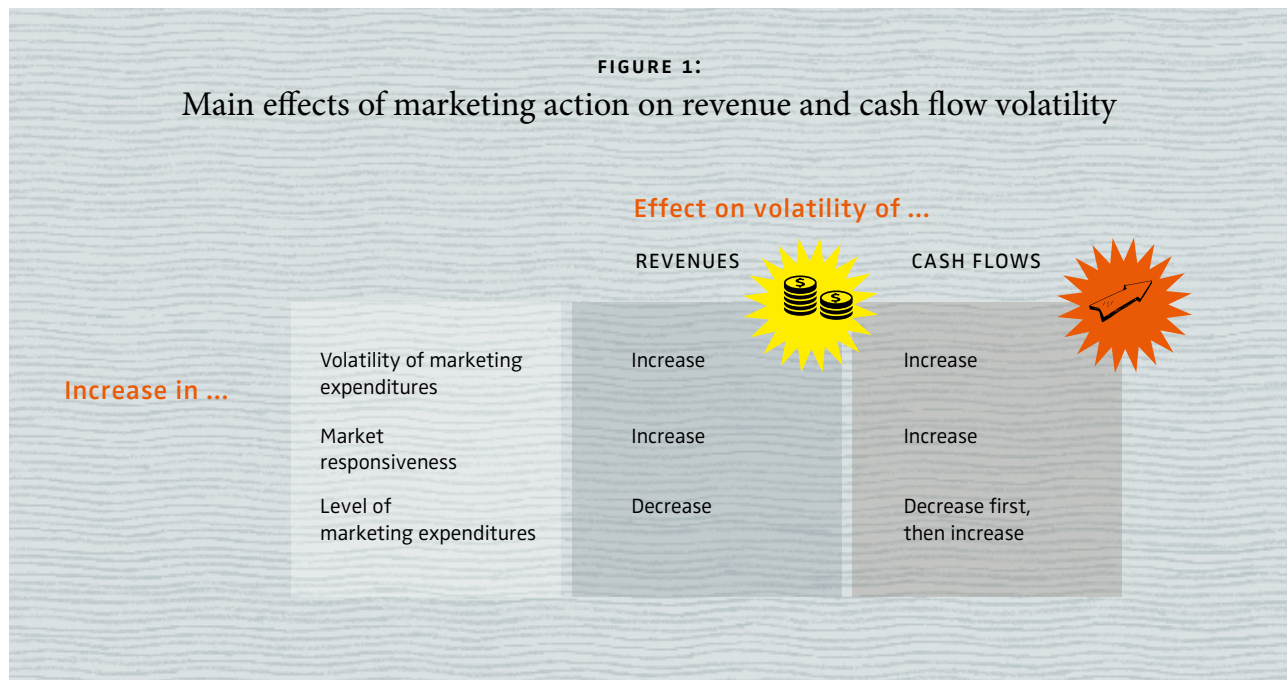 FIGURE 1:
Main effects of marketing action on revenue and cash flow volatility
Effect on volatility of ...
REVENUES
$
$
CASH FLOWS
Increase in ...
Volatility of marketing
expenditures
Increase
Increase
Market
responsiveness
Increase
Increase
Level of
marketing expenditures
Decrease
Decrease first,
then increase